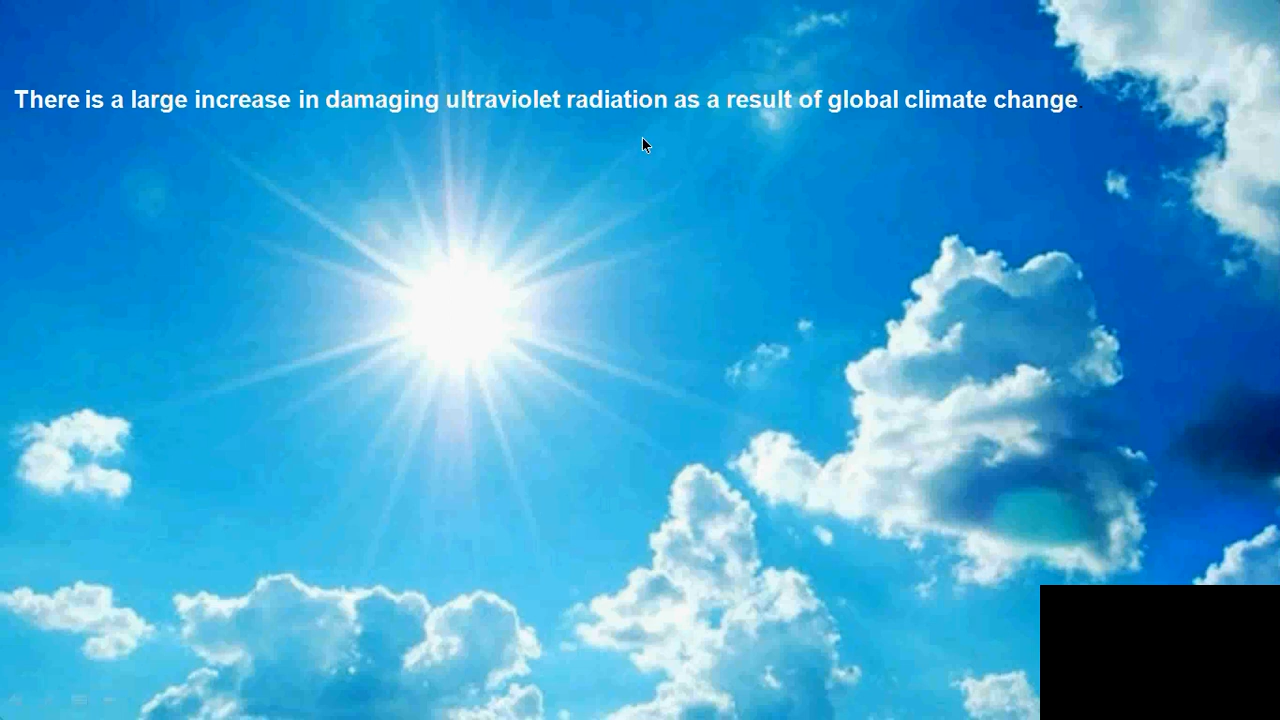 There is a large increase in damaging ultraviolet radiation as a result of global climate change.